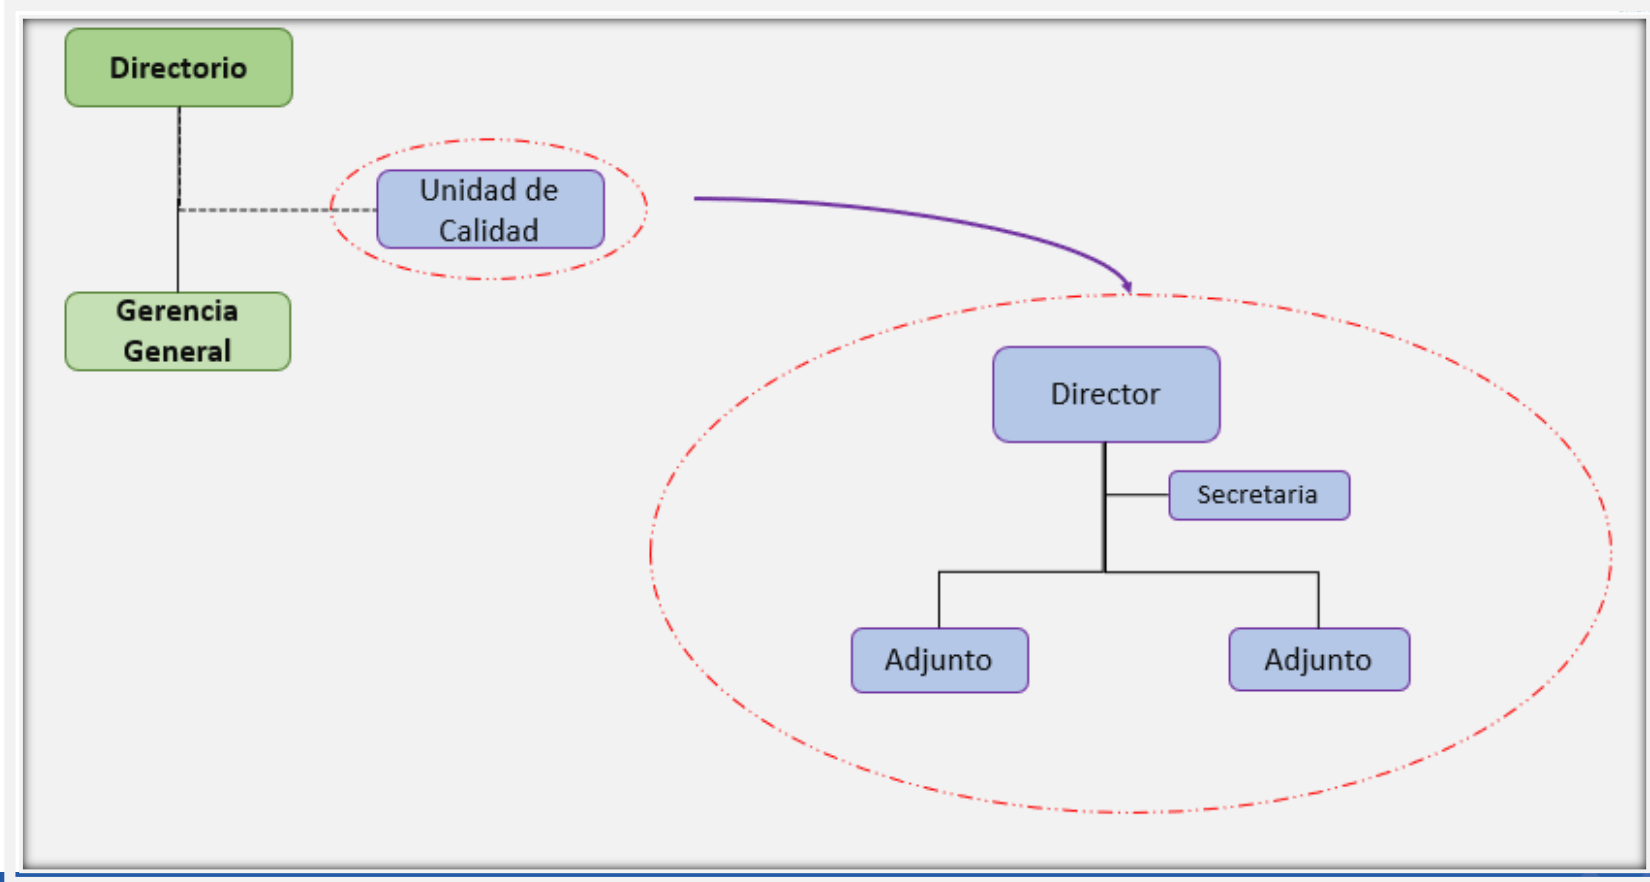 Directorio
Unidad de
Calidad
Gerencia
General
Director
Secretaria
Adjunto
Adjunto